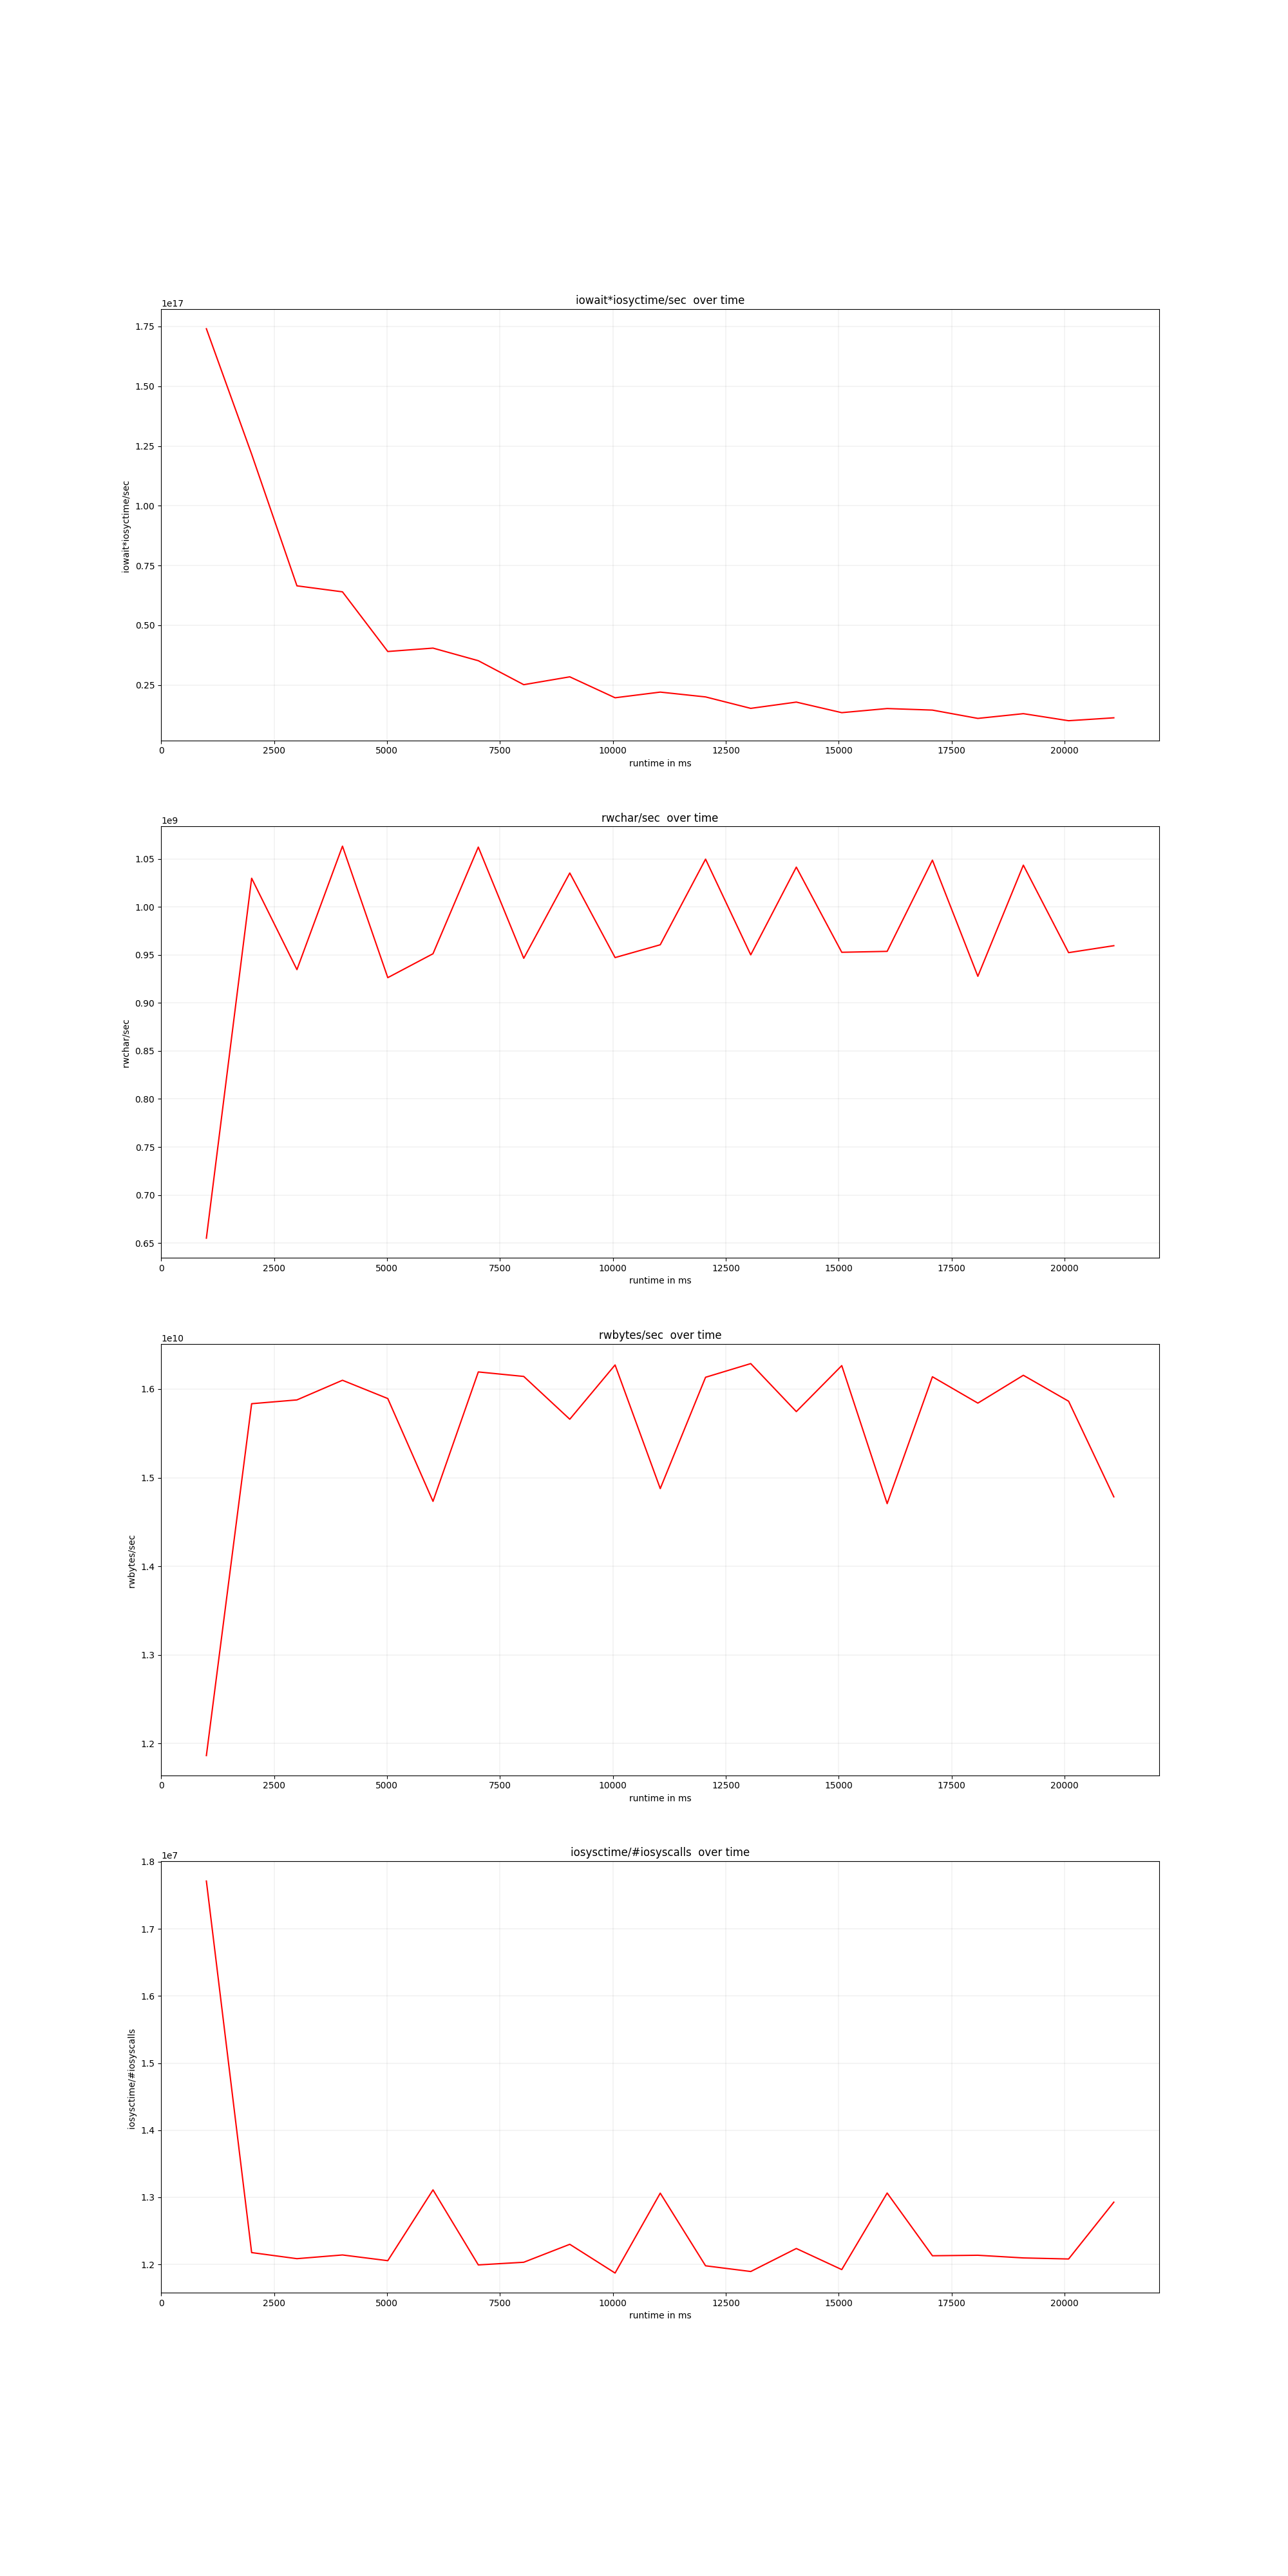 iowait*iosyctime/sec  over time
1e17
1.75
1.50
1.25
1.00
0.75
0.50
0.25
iowait*iosyctime/sec
0 2500 5000 7500 10000 12500 15000 17500 20000
runtime in ms
rwchar/sec  over time
1e9
1.05
1.00
0.95
0.90
0.85
0.80
0.75
0.70
0.65
rwchar/sec
0 2500 5000 7500 10000 12500 15000 17500 20000
runtime in ms
rwbytes/sec  over time
1e10
1.6
1.5
1.4
1.3
1.2
rwbytes/sec
0 2500 5000 7500 10000 12500 15000 17500 20000
runtime in ms
iosysctime/#iosyscalls  over time
1e7
1.8
1.7
1.6
1.5
1.4
1.3
1.2
iosysctime/#iosyscalls
0 2500 5000 7500 10000 12500 15000 17500 20000
runtime in ms